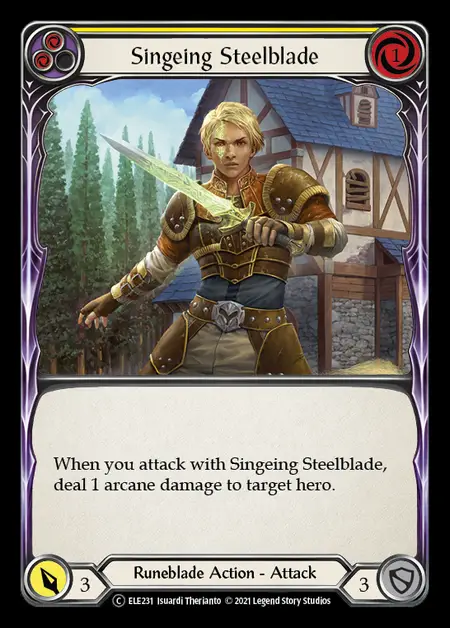 Singeing Steelblade
1
When you attack with Singeing Steelblade,
deal 1 arcane damage to target hero.
3
Runeblade Action - Attack
3
C ELE231 Isuardi Therianto © 2021 Legend Story Studios